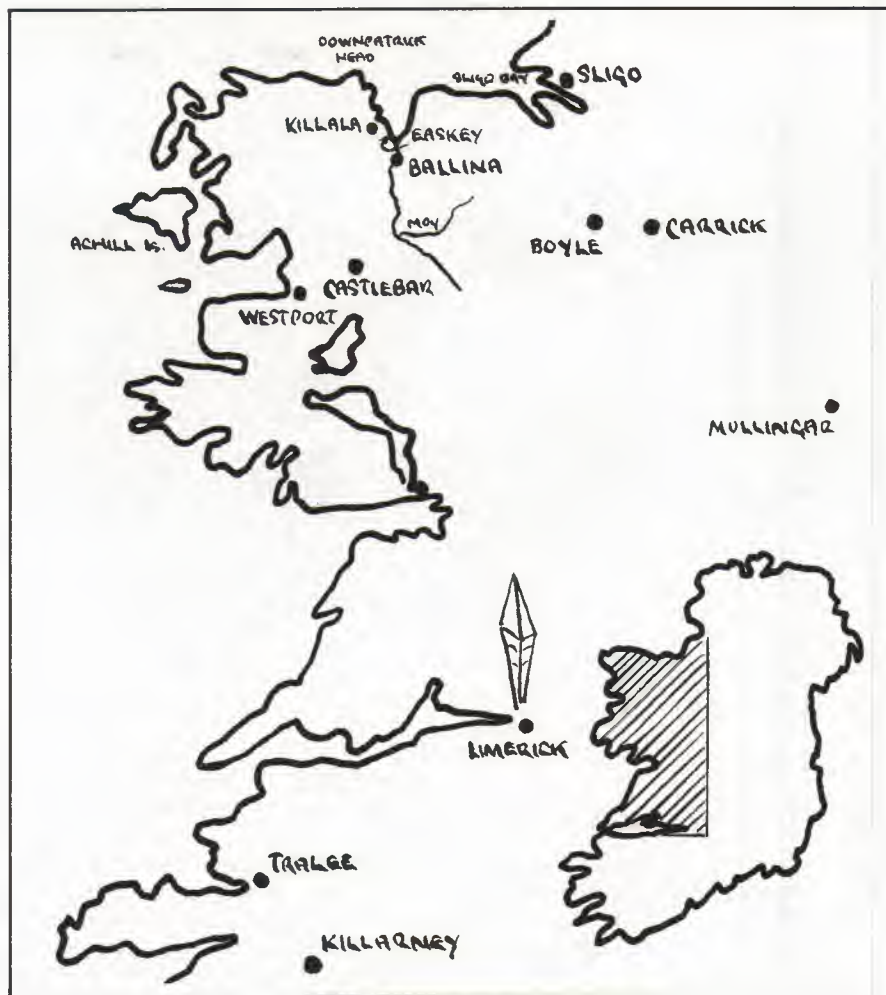 DOWNPATRICK
HEAD
SLIGO BAY
SLIGO
KILLALA
EASKEY
BALLINA
MOY
BOYLE
CARRICK
ACHILL IS.
CASTLEBAR
WESTPORT
MULLINGAR
LIMERICK
TRALEE
KILLARNEY